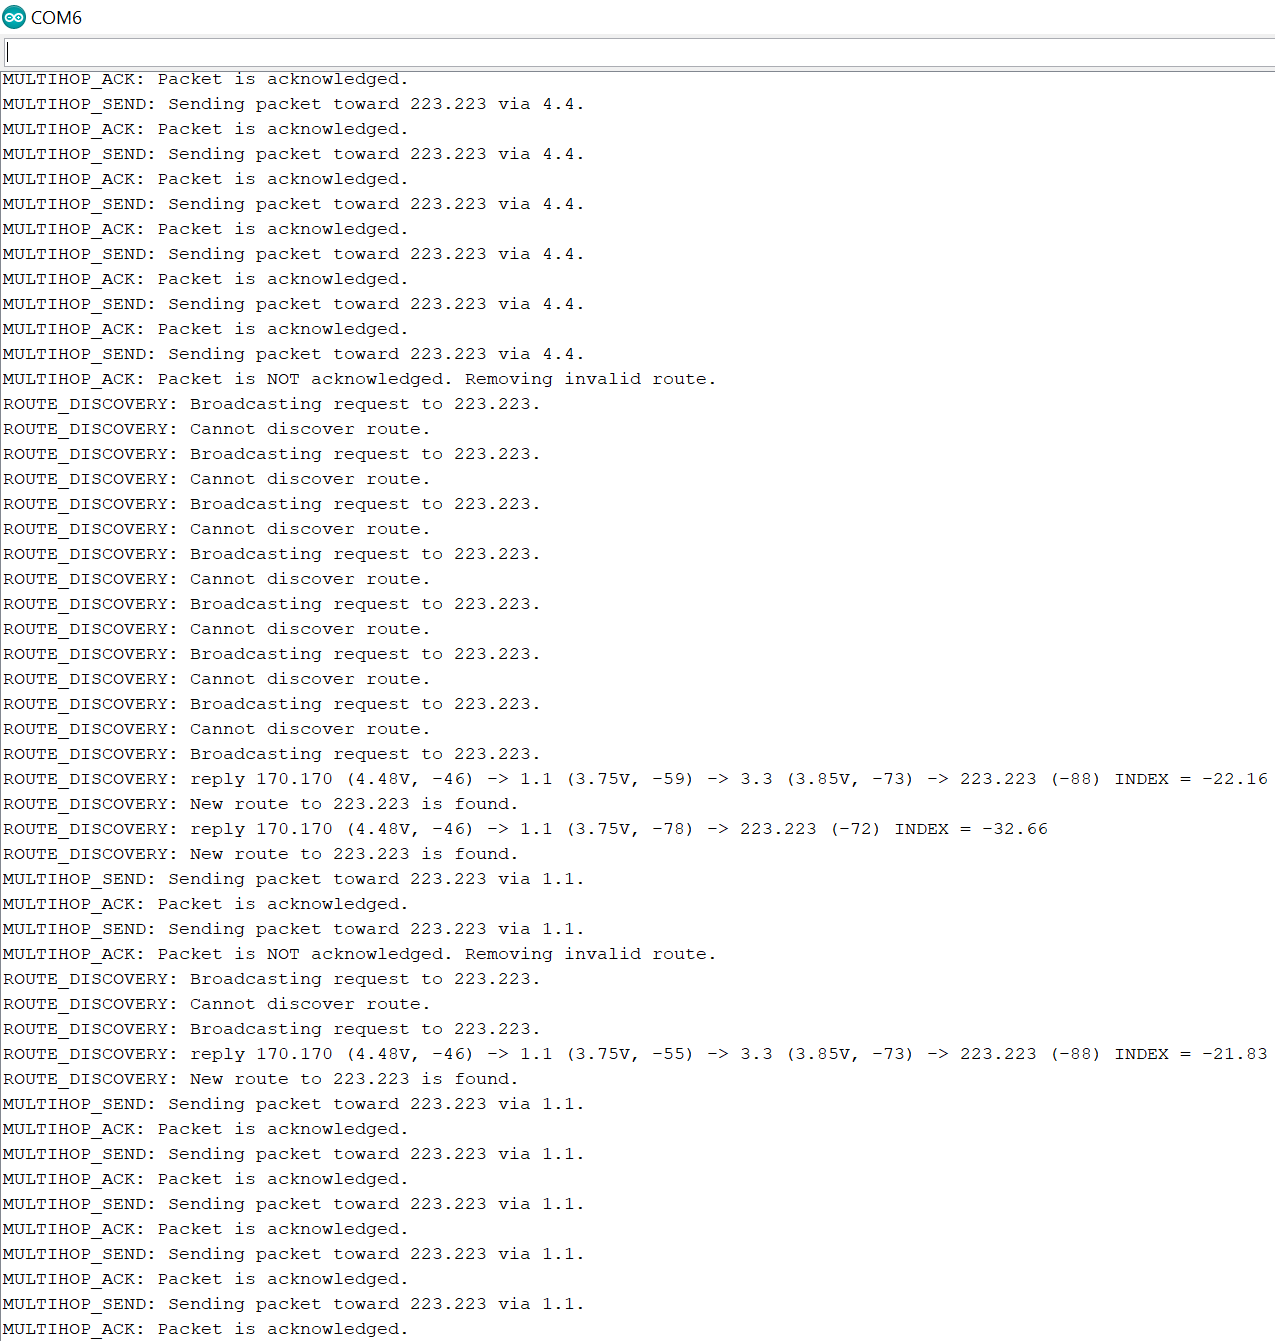 COM6
MULTIHOP_ACK: Packet is acknowledged.
MULTIHOP_SEND: Sending packet toward 223.223 via 4.4.
MULTIHOP_ACK: Packet is acknowledged.
MULTIHOP_SEND: Sending packet toward 223.223 via 4.4.
MULTIHOP_ACK: Packet is acknowledged.
MULTIHOP_SEND: Sending packet toward 223.223 via 4.4.
MULTIHOP_ACK: Packet is acknowledged.
MULTIHOP_SEND: Sending packet toward 223.223 via 4.4.
MULTIHOP_ACK: Packet is acknowledged.
MULTIHOP_SEND: Sending packet toward 223.223 via 4.4.
MULTIHOP_ACK: Packet is acknowledged.
MULTIHOP_SEND: Sending packet toward 223.223 via 4.4.
MULTIHOP_ACK: Packet is NOT acknowledged. Removing invalid route.
ROUTE_DISCOVERY: Broadcasting request to 223.223.
ROUTE_DISCOVERY: Cannot discover route.
ROUTE_DISCOVERY: Broadcasting request to 223.223.
ROUTE_DISCOVERY: Cannot discover route.
ROUTE_DISCOVERY: Broadcasting request to 223.223.
ROUTE_DISCOVERY: Cannot discover route.
ROUTE_DISCOVERY: Broadcasting request to 223.223.
ROUTE_DISCOVERY: Cannot discover route.
ROUTE_DISCOVERY: Broadcasting request to 223.223.
ROUTE_DISCOVERY: Cannot discover route.
ROUTE_DISCOVERY: Broadcasting request to 223.223.
ROUTE_DISCOVERY: Cannot discover route.
ROUTE_DISCOVERY: Broadcasting request to 223.223.
ROUTE_DISCOVERY: Cannot discover route.
ROUTE_DISCOVERY: Broadcasting request to 223.223.
ROUTE_DISCOVERY: reply 170.170 (4.48V, -46) -> 1.1 (3.75V, -59) -> 3.3 (3.85V, -73) -> 223.223 (-88) INDEX = -22.16
ROUTE_DISCOVERY: New route to 223.223 is found.
ROUTE_DISCOVERY: reply 170.170 (4.48V, -46) -> 1.1 (3.75V, -78) -> 223.223 (-72) INDEX = -32.66
ROUTE_DISCOVERY: New route to 223.223 is found.
MULTIHOP_SEND: Sending packet toward 223.223 via 1.1.
MULTIHOP_ACK: Packet is acknowledged.
MULTIHOP_SEND: Sending packet toward 223.223 via 1.1.
MULTIHOP_ACK: Packet is NOT acknowledged. Removing invalid route.
ROUTE_DISCOVERY: Broadcasting request to 223.223.
ROUTE_DISCOVERY: Cannot discover route.
ROUTE_DISCOVERY: Broadcasting request to 223.223.
ROUTE_DISCOVERY: reply 170.170 (4.48V, -46) -> 1.1 (3.75V, -55) -> 3.3 (3.85V, -73) -> 223.223 (-88) INDEX = -21.83
ROUTE_DISCOVERY: New route to 223.223 is found.
MULTIHOP_SEND: Sending packet toward 223.223 via 1.1.
MULTIHOP_ACK: Packet is acknowledged.
MULTIHOP_SEND: Sending packet toward 223.223 via 1.1.
MULTIHOP_ACK: Packet is acknowledged.
MULTIHOP_SEND: Sending packet toward 223.223 via 1.1.
MULTIHOP_ACK: Packet is acknowledged.
MULTIHOP_SEND: Sending packet toward 223.223 via 1.1.
MULTIHOP_ACK: Packet is acknowledged.
MULTIHOP_SEND: Sending packet toward 223.223 via 1.1.
MULTIHOP_ACK: Packet is acknowledged.